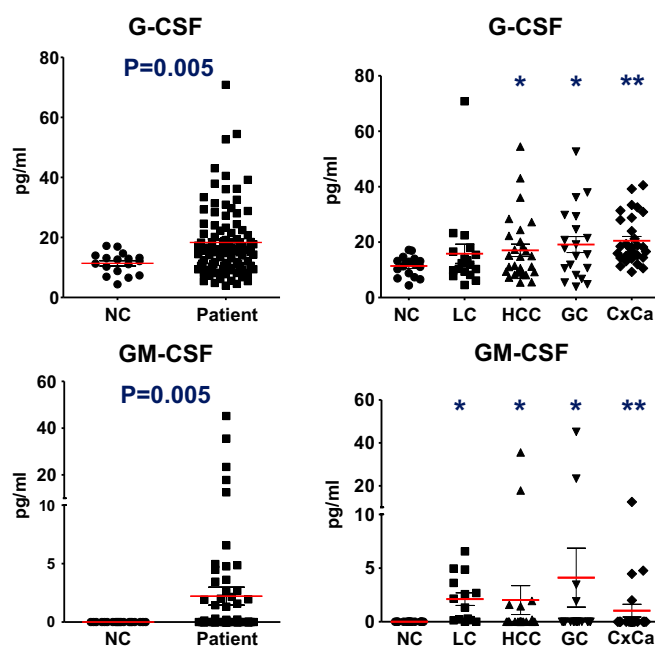 G-CSF
P=0.005
80
60
40
20
0
pg/ml
NC Patient
G-CSF
* * **
80
60
40
20
0
pg/ml
NC LC HCC GC CxCa
GM-CSF
P=0.005
60
40
20
10
5
0
pg/ml
NC Patient
GM-CSF
* * * **
60
40
20
10
5
0
pg/ml
NC LC HCC GC CxCa